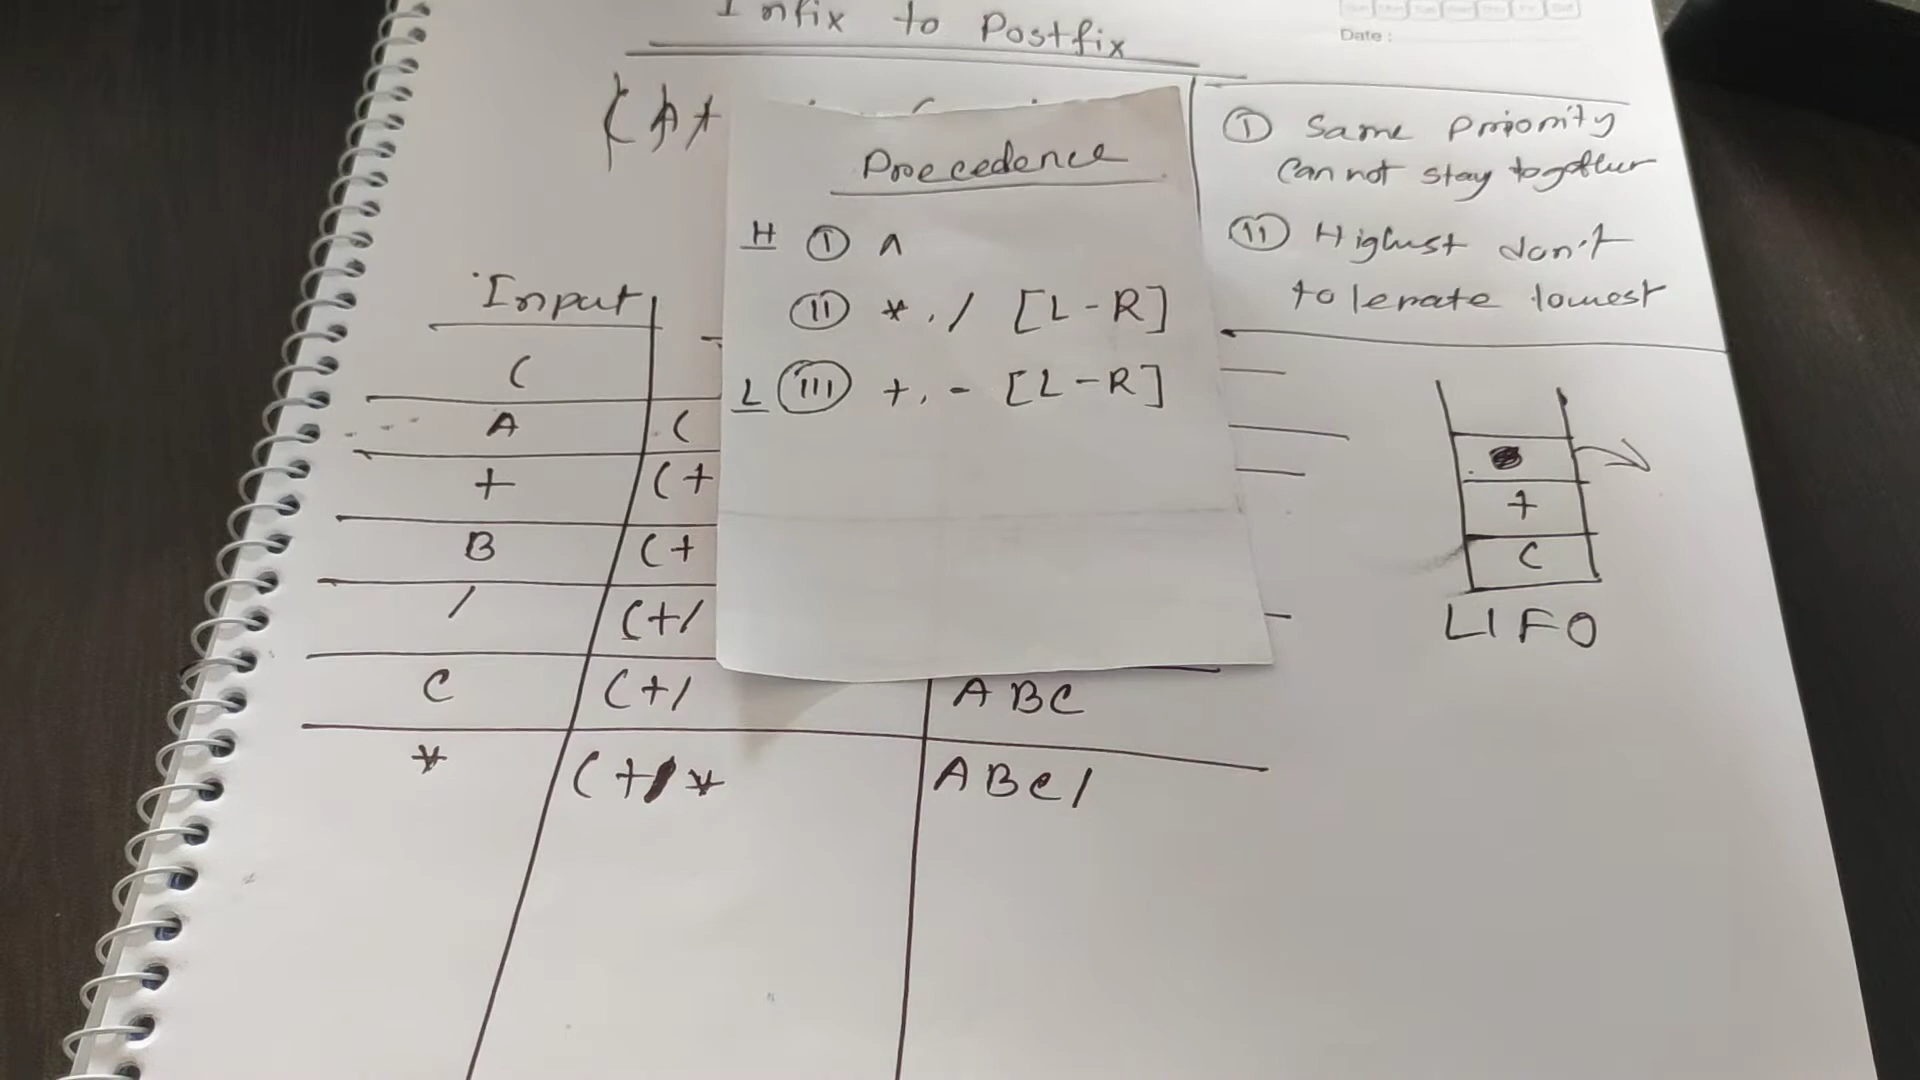 Infix to Postfix
Date :
(A+
Precedence
H (I) ^
(II) *, / [L-R]
L (III) +, - [L-R]
(I) Same Priority
Can not stay together
(II) Highest don't
tolerate lowest
Input
(
A (
+ (+
B (+
/ (+/
C (+/ ABC
* (+/* ABC/
+
(
LIFO